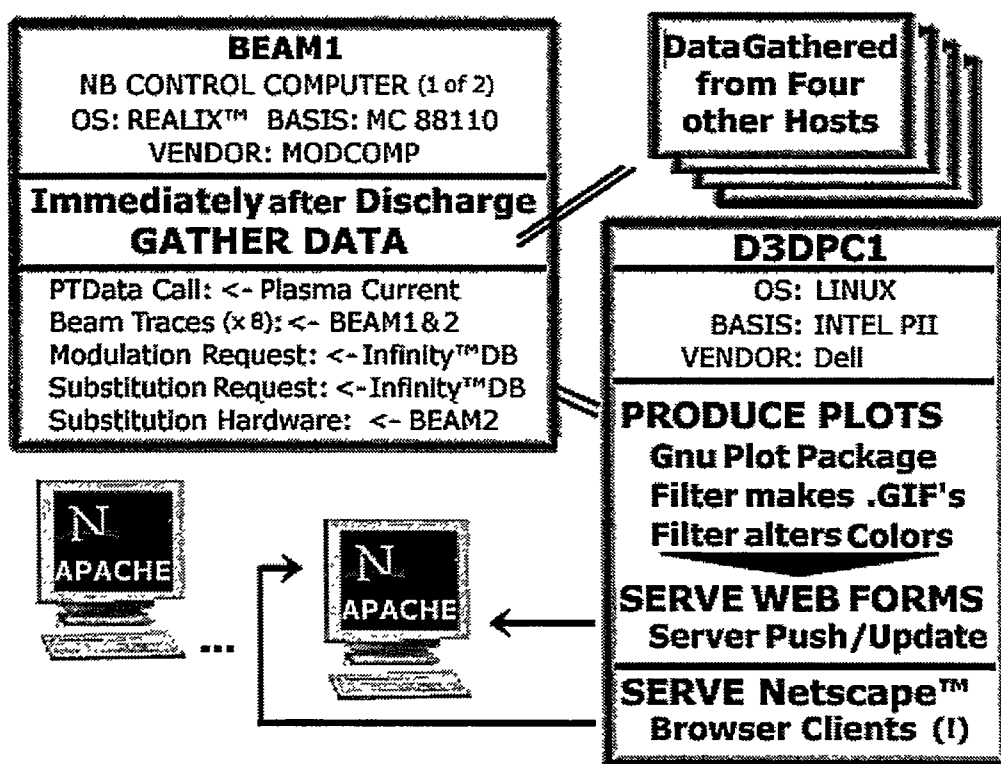 BEAM1
NB CONTROL COMPUTER (1 of 2)
OS: REALIX™ BASIS: MC 88110
VENDOR: MODCOMP
Immediately after Discharge
GATHER DATA
PTData Call: <- Plasma Current
Beam Traces (x 8): <- BEAM1&2
Modulation Request: <-Infinity™DB
Substitution Request: <-Infinity™DB
Substitution Hardware: <- BEAM2
Data Gathered
from Four
other Hosts
D3DPC1
OS: LINUX
BASIS: INTEL PII
VENDOR: Dell
PRODUCE PLOTS
Gnu Plot Package
Filter makes .GIF's
Filter alters Colors
SERVE WEB FORMS
Server Push/Update
SERVE Netscape™
Browser Clients (!)
N
APACHE
...
N
APACHE